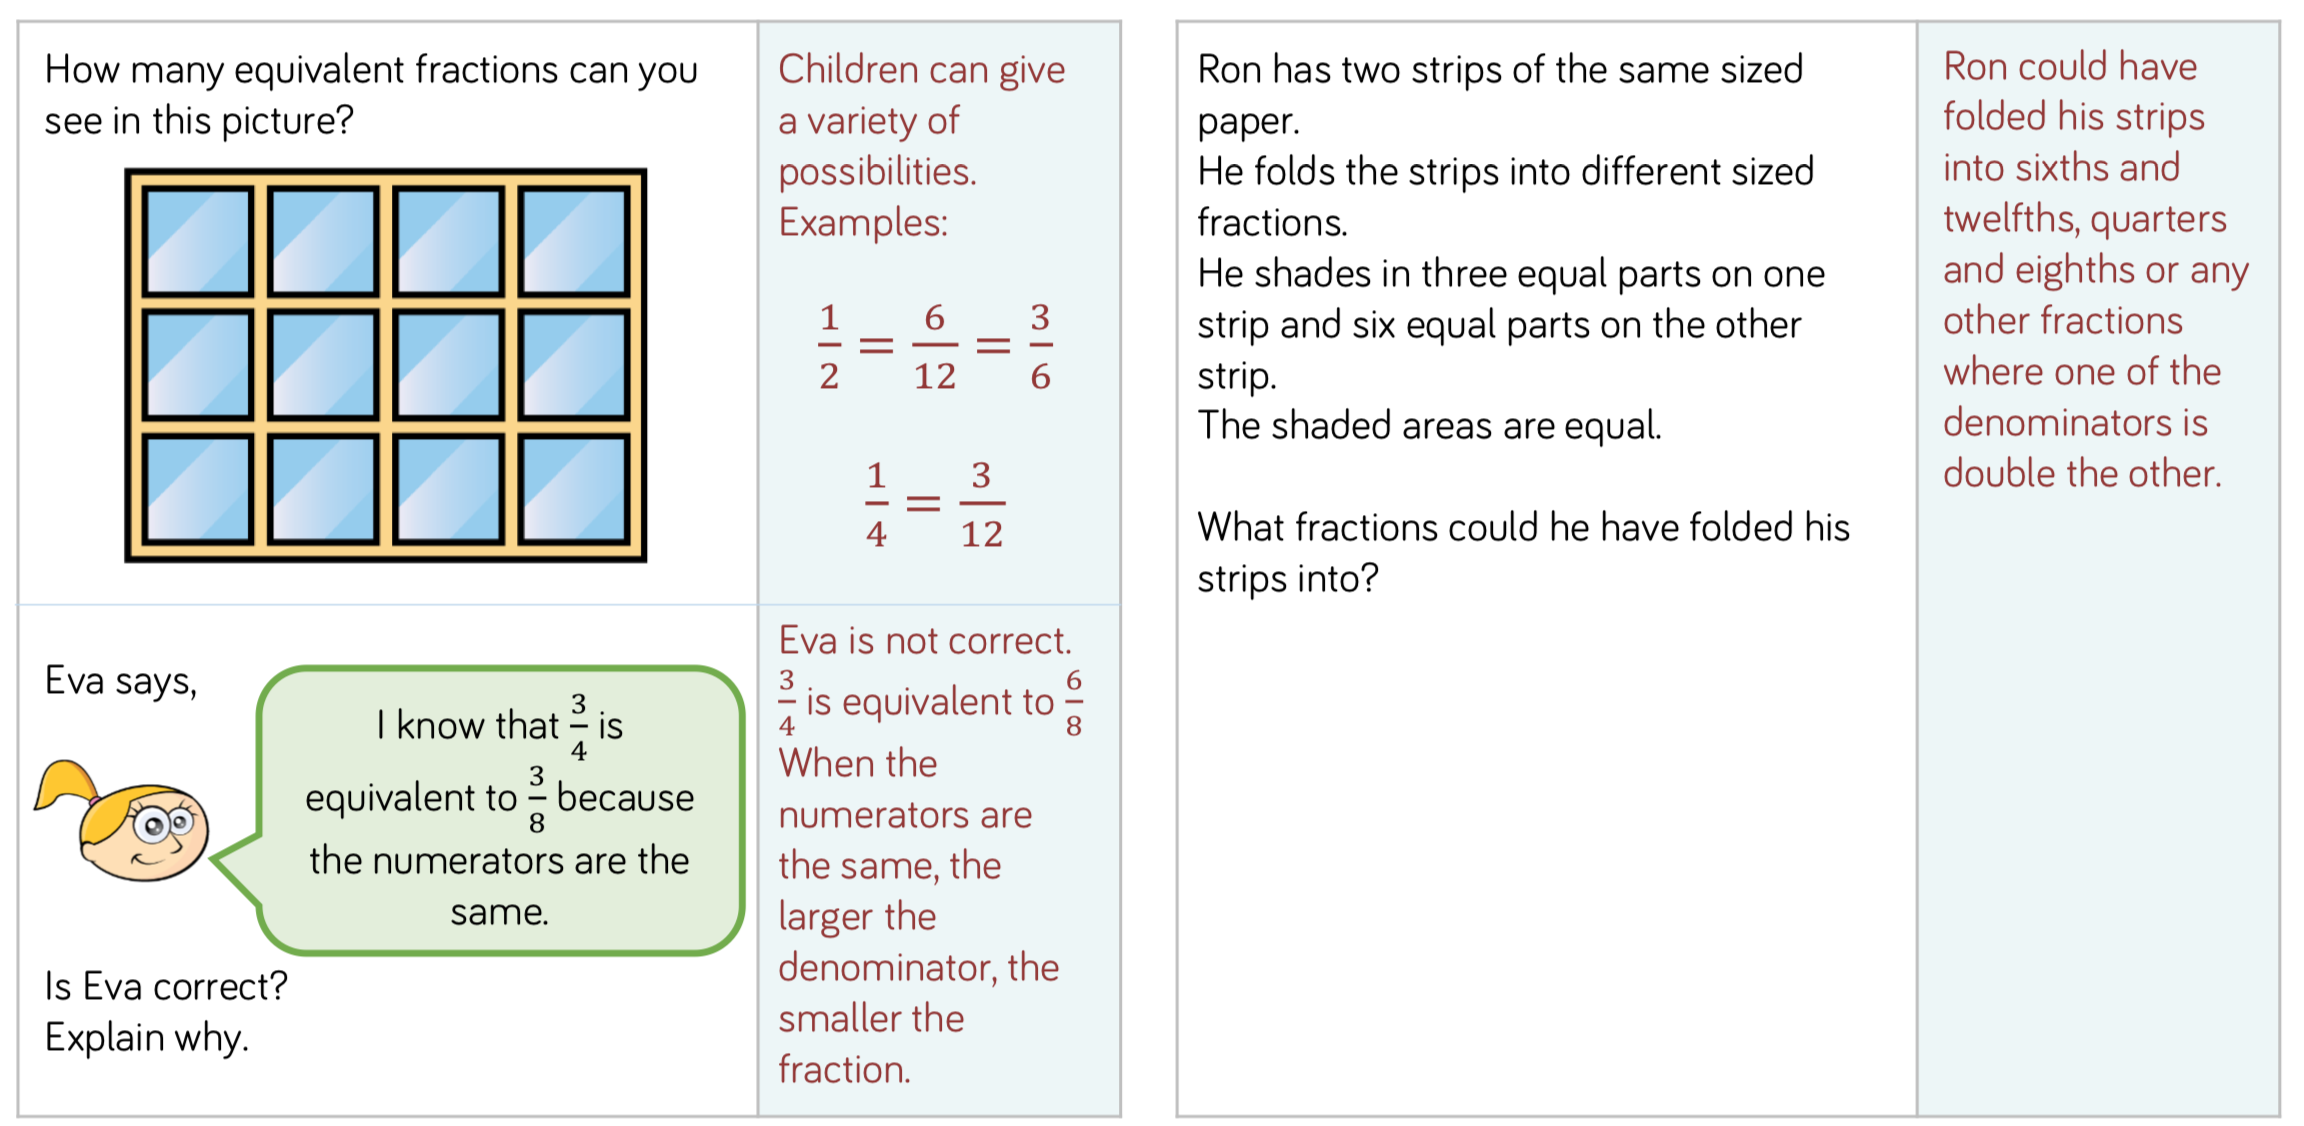 How many equivalent fractions can you
see in this picture?
Children can give
a variety of
possibilities.
Examples:
1/2 = 6/12 = 3/6
1/4 = 3/12
Eva says,
I know that 3/4 is
equivalent to 3/8 because
the numerators are the
same.
Is Eva correct?
Explain why.
Eva is not correct.
3/4 is equivalent to 6/8
When the
numerators are
the same, the
larger the
denominator, the
smaller the
fraction.
Ron has two strips of the same sized
paper.
He folds the strips into different sized
fractions.
He shades in three equal parts on one
strip and six equal parts on the other
strip.
The shaded areas are equal.
What fractions could he have folded his
strips into?
Ron could have
folded his strips
into sixths and
twelfths, quarters
and eighths or any
other fractions
where one of the
denominators is
double the other.